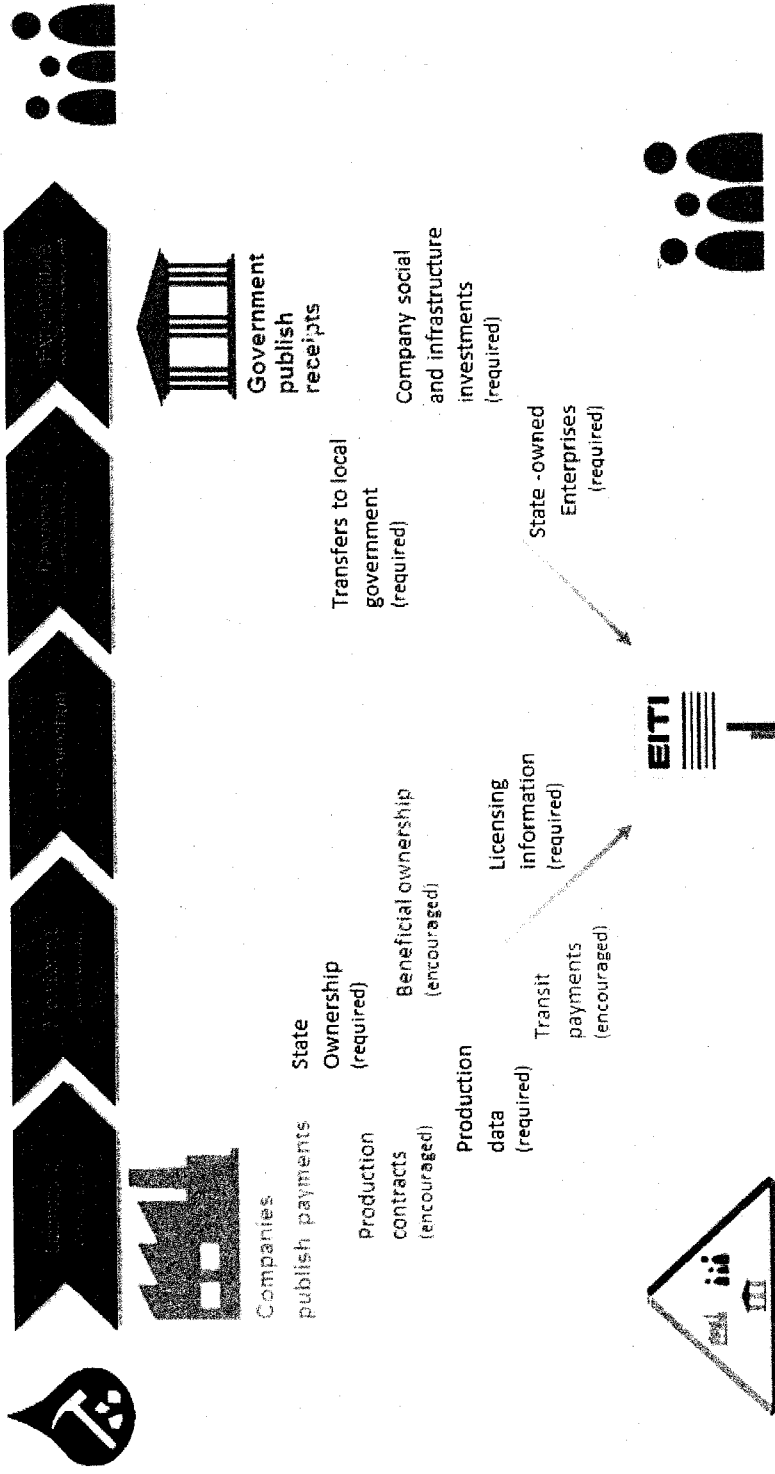 Companies
publish payments
Production
contracts
(encouraged)
State
Ownership
(required)
Production
data
(required)
Beneficial ownership
(encouraged)
Transit
payments
(encouraged)
Licensing
information
(required)
Transfers to local
government
(required)
Government
publish
receipts
Company social
and infrastructure
investments
(required)
State -owned
Enterprises
(required)
EITI